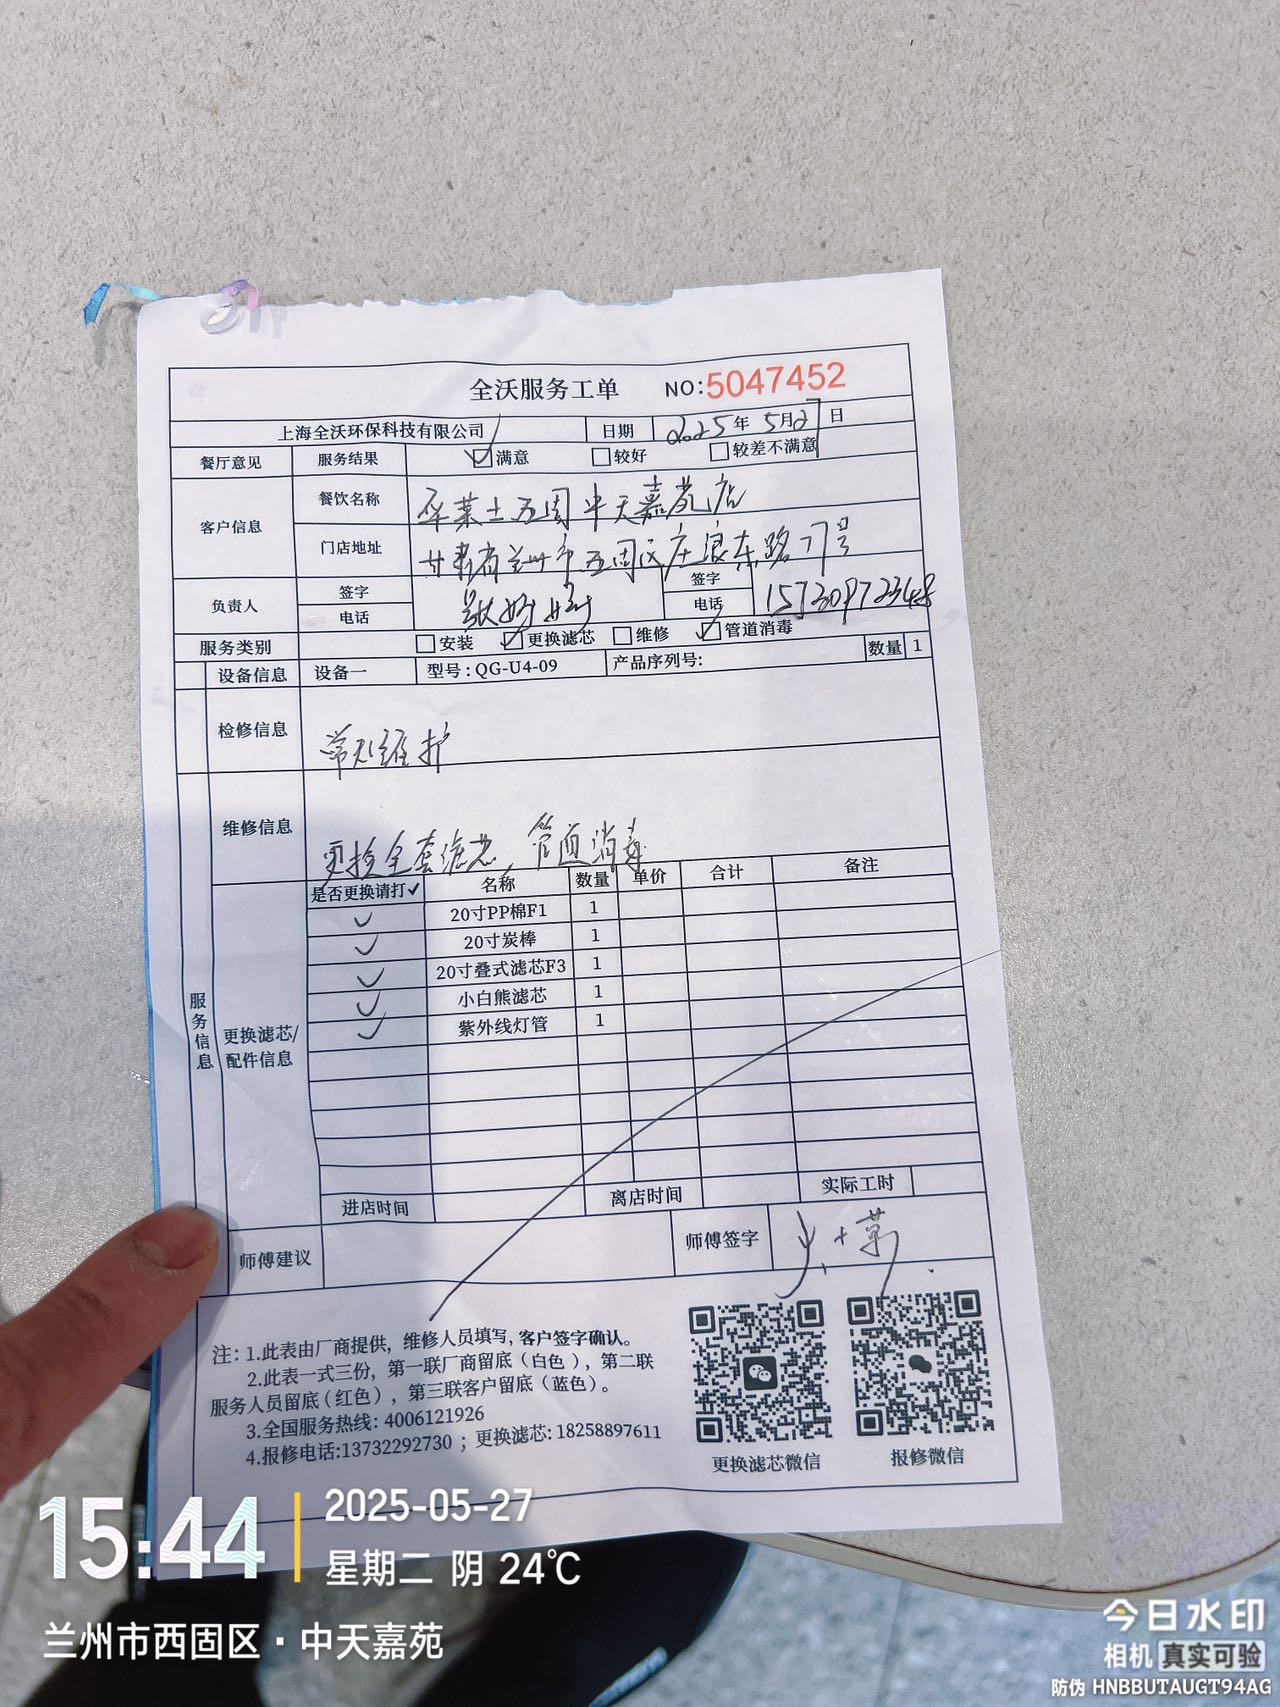 全沃服务工单 NO:5047452
上海全沃环保科技有限公司 日期 2025年5月27日
餐厅意见 服务结果 ☑满意 □较好 □较差不满意
客户信息 餐饮名称 华莱士西固中天嘉苑店
门店地址 甘肃省兰州市西固区庄浪东路77号
负责人 签字 签字
电话 电话
服务类别 □安装 ☑更换滤芯 □维修 ☑管道消毒
设备信息 设备一 型号:QG-U4-09 产品序列号: 数量 1
检修信息 常规维护
维修信息 更换全套滤芯、管道消毒
服务信息
更换滤芯/
配件信息
是否更换请打✓ 名称 数量 单价 合计 备注
✓ 20寸PP棉F1 1
✓ 20寸炭棒 1
✓ 20寸叠式滤芯F3 1
✓ 小白熊滤芯 1
✓ 紫外线灯管 1
进店时间 离店时间 实际工时
师傅建议 师傅签字
注: 1.此表由厂商提供，维修人员填写，客户签字确认。
2.此表一式三份，第一联厂商留底（白色），第二联
服务人员留底（红色），第三联客户留底（蓝色）。
3.全国服务热线: 4006121926
4.报修电话:13732292730 ；更换滤芯: 18258897611
更换滤芯微信 报修微信
15:44 2025-05-27
星期二 阴 24℃
兰州市西固区·中天嘉苑
今日水印
相机 真实可验
防伪 HNBBUTAUGT94AG